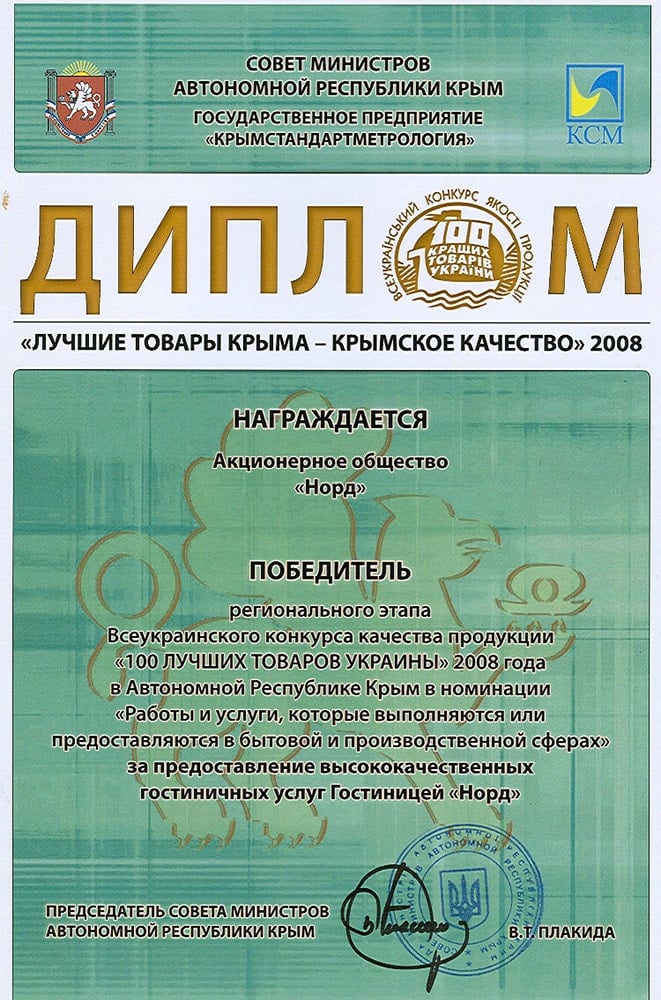 СОВЕТ МИНИСТРОВ
АВТОНОМНОЙ РЕСПУБЛИКИ КРЫМ
ГОСУДАРСТВЕННОЕ ПРЕДПРИЯТИЕ
«КРЫМСТАНДАРТМЕТРОЛОГИЯ»
КСМ
ДИПЛОМ
ВСЕУКРАЇНСЬКИЙ КОНКУРС ЯКОСТІ ПРОДУКЦІЇ
100
КРАЩИХ
ТОВАРІВ
УКРАЇНИ
«ЛУЧШИЕ ТОВАРЫ КРЫМА – КРЫМСКОЕ КАЧЕСТВО» 2008
НАГРАЖДАЕТСЯ
Акционерное общество
«Норд»
ПОБЕДИТЕЛЬ
регионального этапа
Всеукраинского конкурса качества продукции
«100 ЛУЧШИХ ТОВАРОВ УКРАИНЫ» 2008 года
в Автономной Республике Крым в номинации
«Работы и услуги, которые выполняются или
предоставляются в бытовой и производственной сферах»
за предоставление высококачественных
гостиничных услуг Гостиницей «Норд»
ПРЕДСЕДАТЕЛЬ СОВЕТА МИНИСТРОВ
АВТОНОМНОЙ РЕСПУБЛИКИ КРЫМ
В.Т. ПЛАКИДА